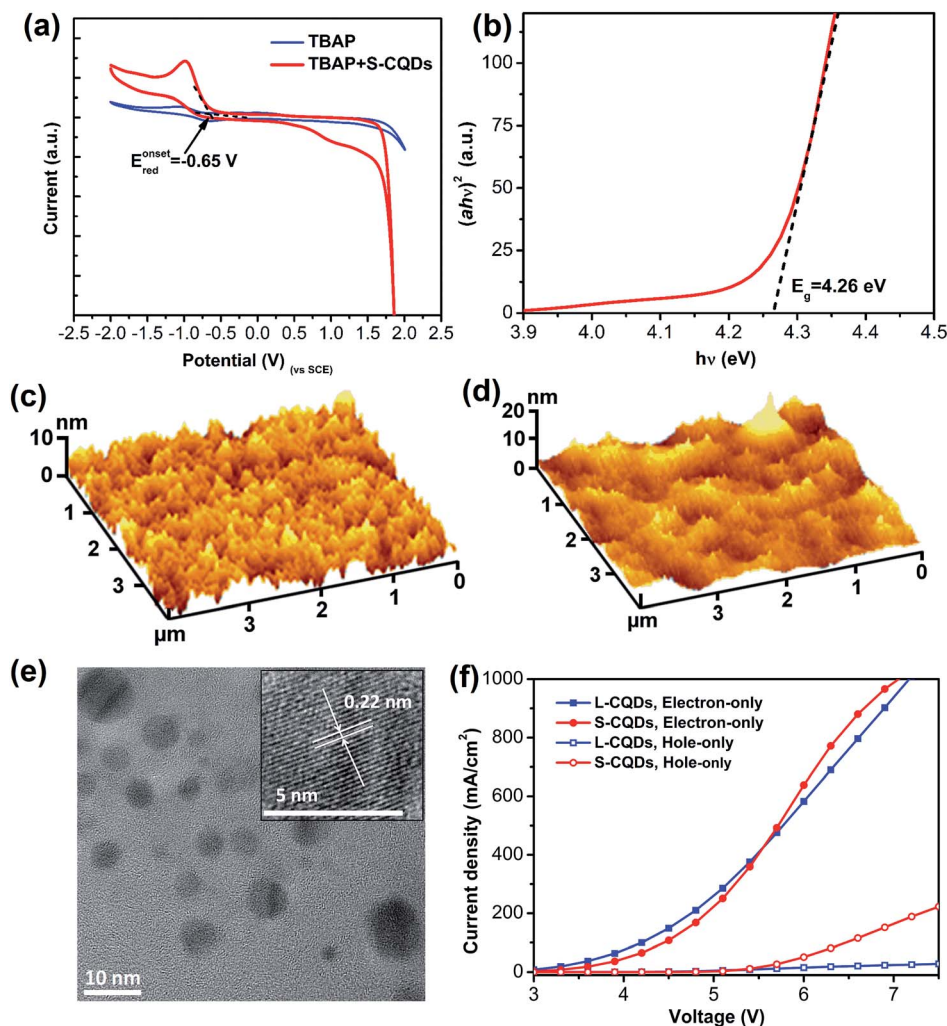 (a)
TBAP
TBAP+S-CQDs
E_red^onset=-0.65 V
Current (a.u.)
-2.5 -2.0 -1.5 -1.0 -0.5 0.0 0.5 1.0 1.5 2.0 2.5
Potential (V) (vs SCE)
(b)
100
75
50
25
0
(ahν)² (a.u.)
E_g=4.26 eV
3.9 4.0 4.1 4.2 4.3 4.4 4.5
hν (eV)
(c)
nm
10
0
1
2
3
µm
3 2 1 0
(d)
nm
20
10
0
1
2
3
µm
3 2 1 0
(e)
0.22 nm
5 nm
10 nm
(f)
1000
800
600
400
200
0
Current density (mA/cm²)
L-CQDs, Electron-only
S-CQDs, Electron-only
L-CQDs, Hole-only
S-CQDs, Hole-only
3 4 5 6 7
Voltage (V)